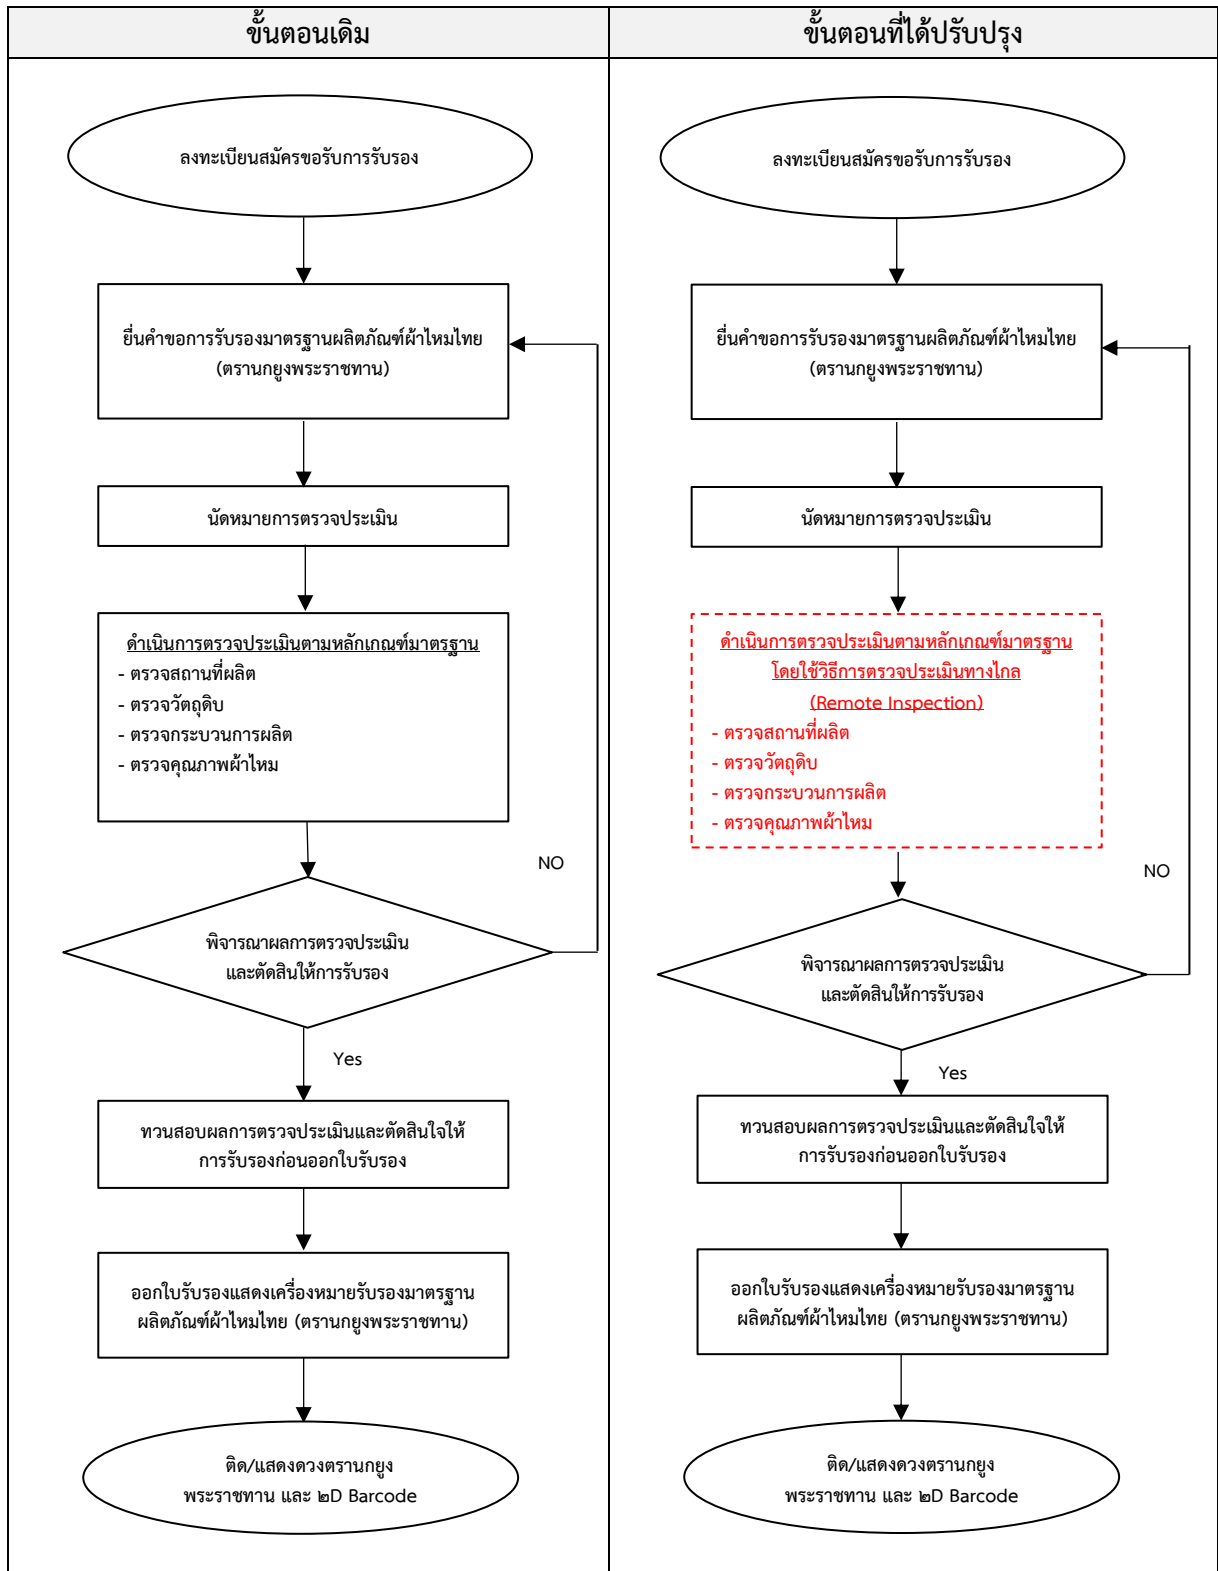 ขั้นตอนเดิม
ลงทะเบียนสมัครขอรับการรับรอง
ยื่นคำขอการรับรองมาตรฐานผลิตภัณฑ์ผ้าไหมไทย
(ตรานกยูงพระราชทาน)
นัดหมายการตรวจประเมิน
ดำเนินการตรวจประเมินตามหลักเกณฑ์มาตรฐาน
- ตรวจสถานที่ผลิต
- ตรวจวัตถุดิบ
- ตรวจกระบวนการผลิต
- ตรวจคุณภาพผ้าไหม
NO
พิจารณาผลการตรวจประเมิน
และตัดสินให้การรับรอง
Yes
ทวนสอบผลการตรวจประเมินและตัดสินใจให้
การรับรองก่อนออกใบรับรอง
ออกใบรับรองแสดงเครื่องหมายรับรองมาตรฐาน
ผลิตภัณฑ์ผ้าไหมไทย (ตรานกยูงพระราชทาน)
ติด/แสดงดวงตรานกยูง
พระราชทาน และ ๒D Barcode
ขั้นตอนที่ได้ปรับปรุง
ลงทะเบียนสมัครขอรับการรับรอง
ยื่นคำขอการรับรองมาตรฐานผลิตภัณฑ์ผ้าไหมไทย
(ตรานกยูงพระราชทาน)
นัดหมายการตรวจประเมิน
ดำเนินการตรวจประเมินตามหลักเกณฑ์มาตรฐาน
โดยใช้วิธีการตรวจประเมินทางไกล
(Remote Inspection)
- ตรวจสถานที่ผลิต
- ตรวจวัตถุดิบ
- ตรวจกระบวนการผลิต
- ตรวจคุณภาพผ้าไหม
NO
พิจารณาผลการตรวจประเมิน
และตัดสินให้การรับรอง
Yes
ทวนสอบผลการตรวจประเมินและตัดสินใจให้
การรับรองก่อนออกใบรับรอง
ออกใบรับรองแสดงเครื่องหมายรับรองมาตรฐาน
ผลิตภัณฑ์ผ้าไหมไทย (ตรานกยูงพระราชทาน)
ติด/แสดงดวงตรานกยูง
พระราชทาน และ ๒D Barcode